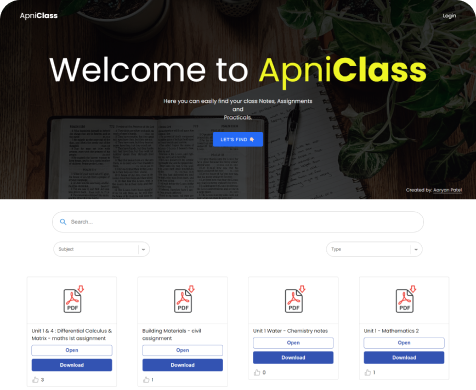 ApniClass
Login
Welcome to ApniClass
Here you can easily find your class Notes, Assignments
and
Practicals.
LET'S FIND
Created by: Aaryan Patel
Search...
Subject
Type
PDF
PDF
PDF
PDF
Unit 1 & 4 : Differential Calculus &
Matrix - maths 1st assignment
Open
Download
3
Building Materials - civil
assignment
Open
Download
1
Unit 1 Water - Chemistry notes
Open
Download
0
Unit 1 - Mathematics 2
Open
Download
1